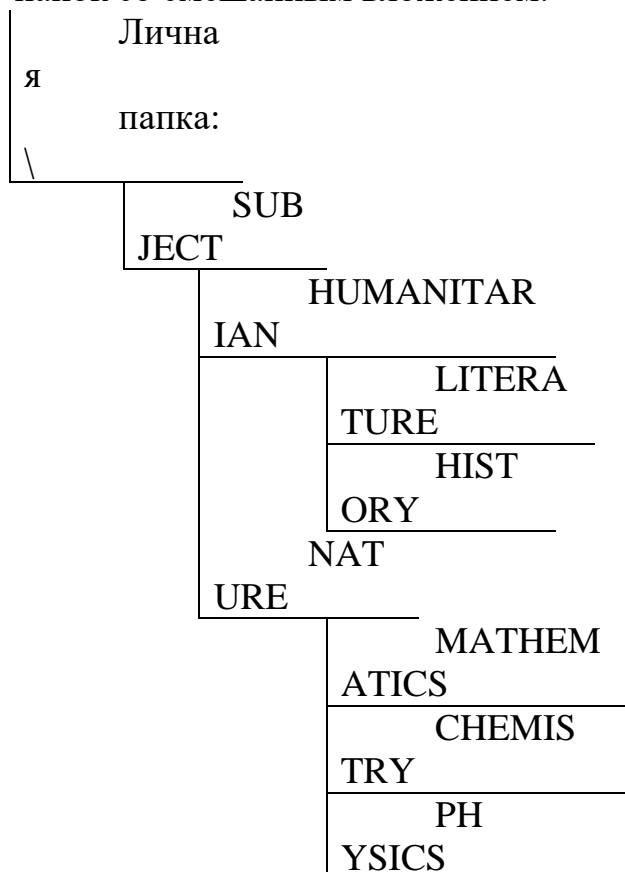 Лична
я
папка:
\
SUB
JECT
HUMANITAR
IAN
LITERA
TURE
HIST
ORY
NAT
URE
MATHEM
ATICS
CHEMIS
TRY
PH
YSICS